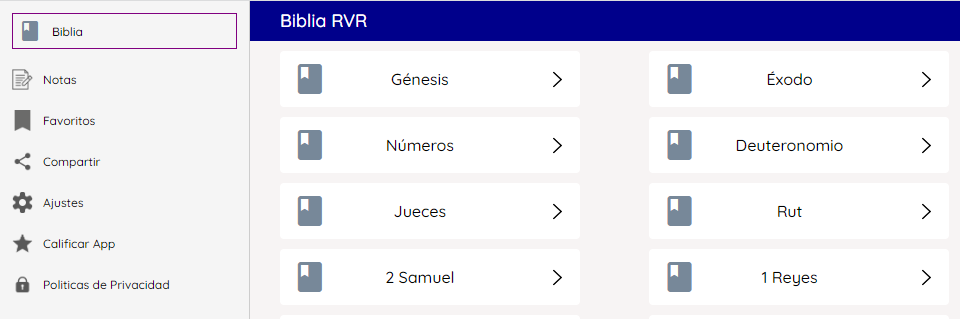 Biblia
Notas
Favoritos
Compartir
Ajustes
Calificar App
Politicas de Privacidad
Biblia RVR
Génesis
Éxodo
Números
Deuteronomio
Jueces
Rut
2 Samuel
1 Reyes